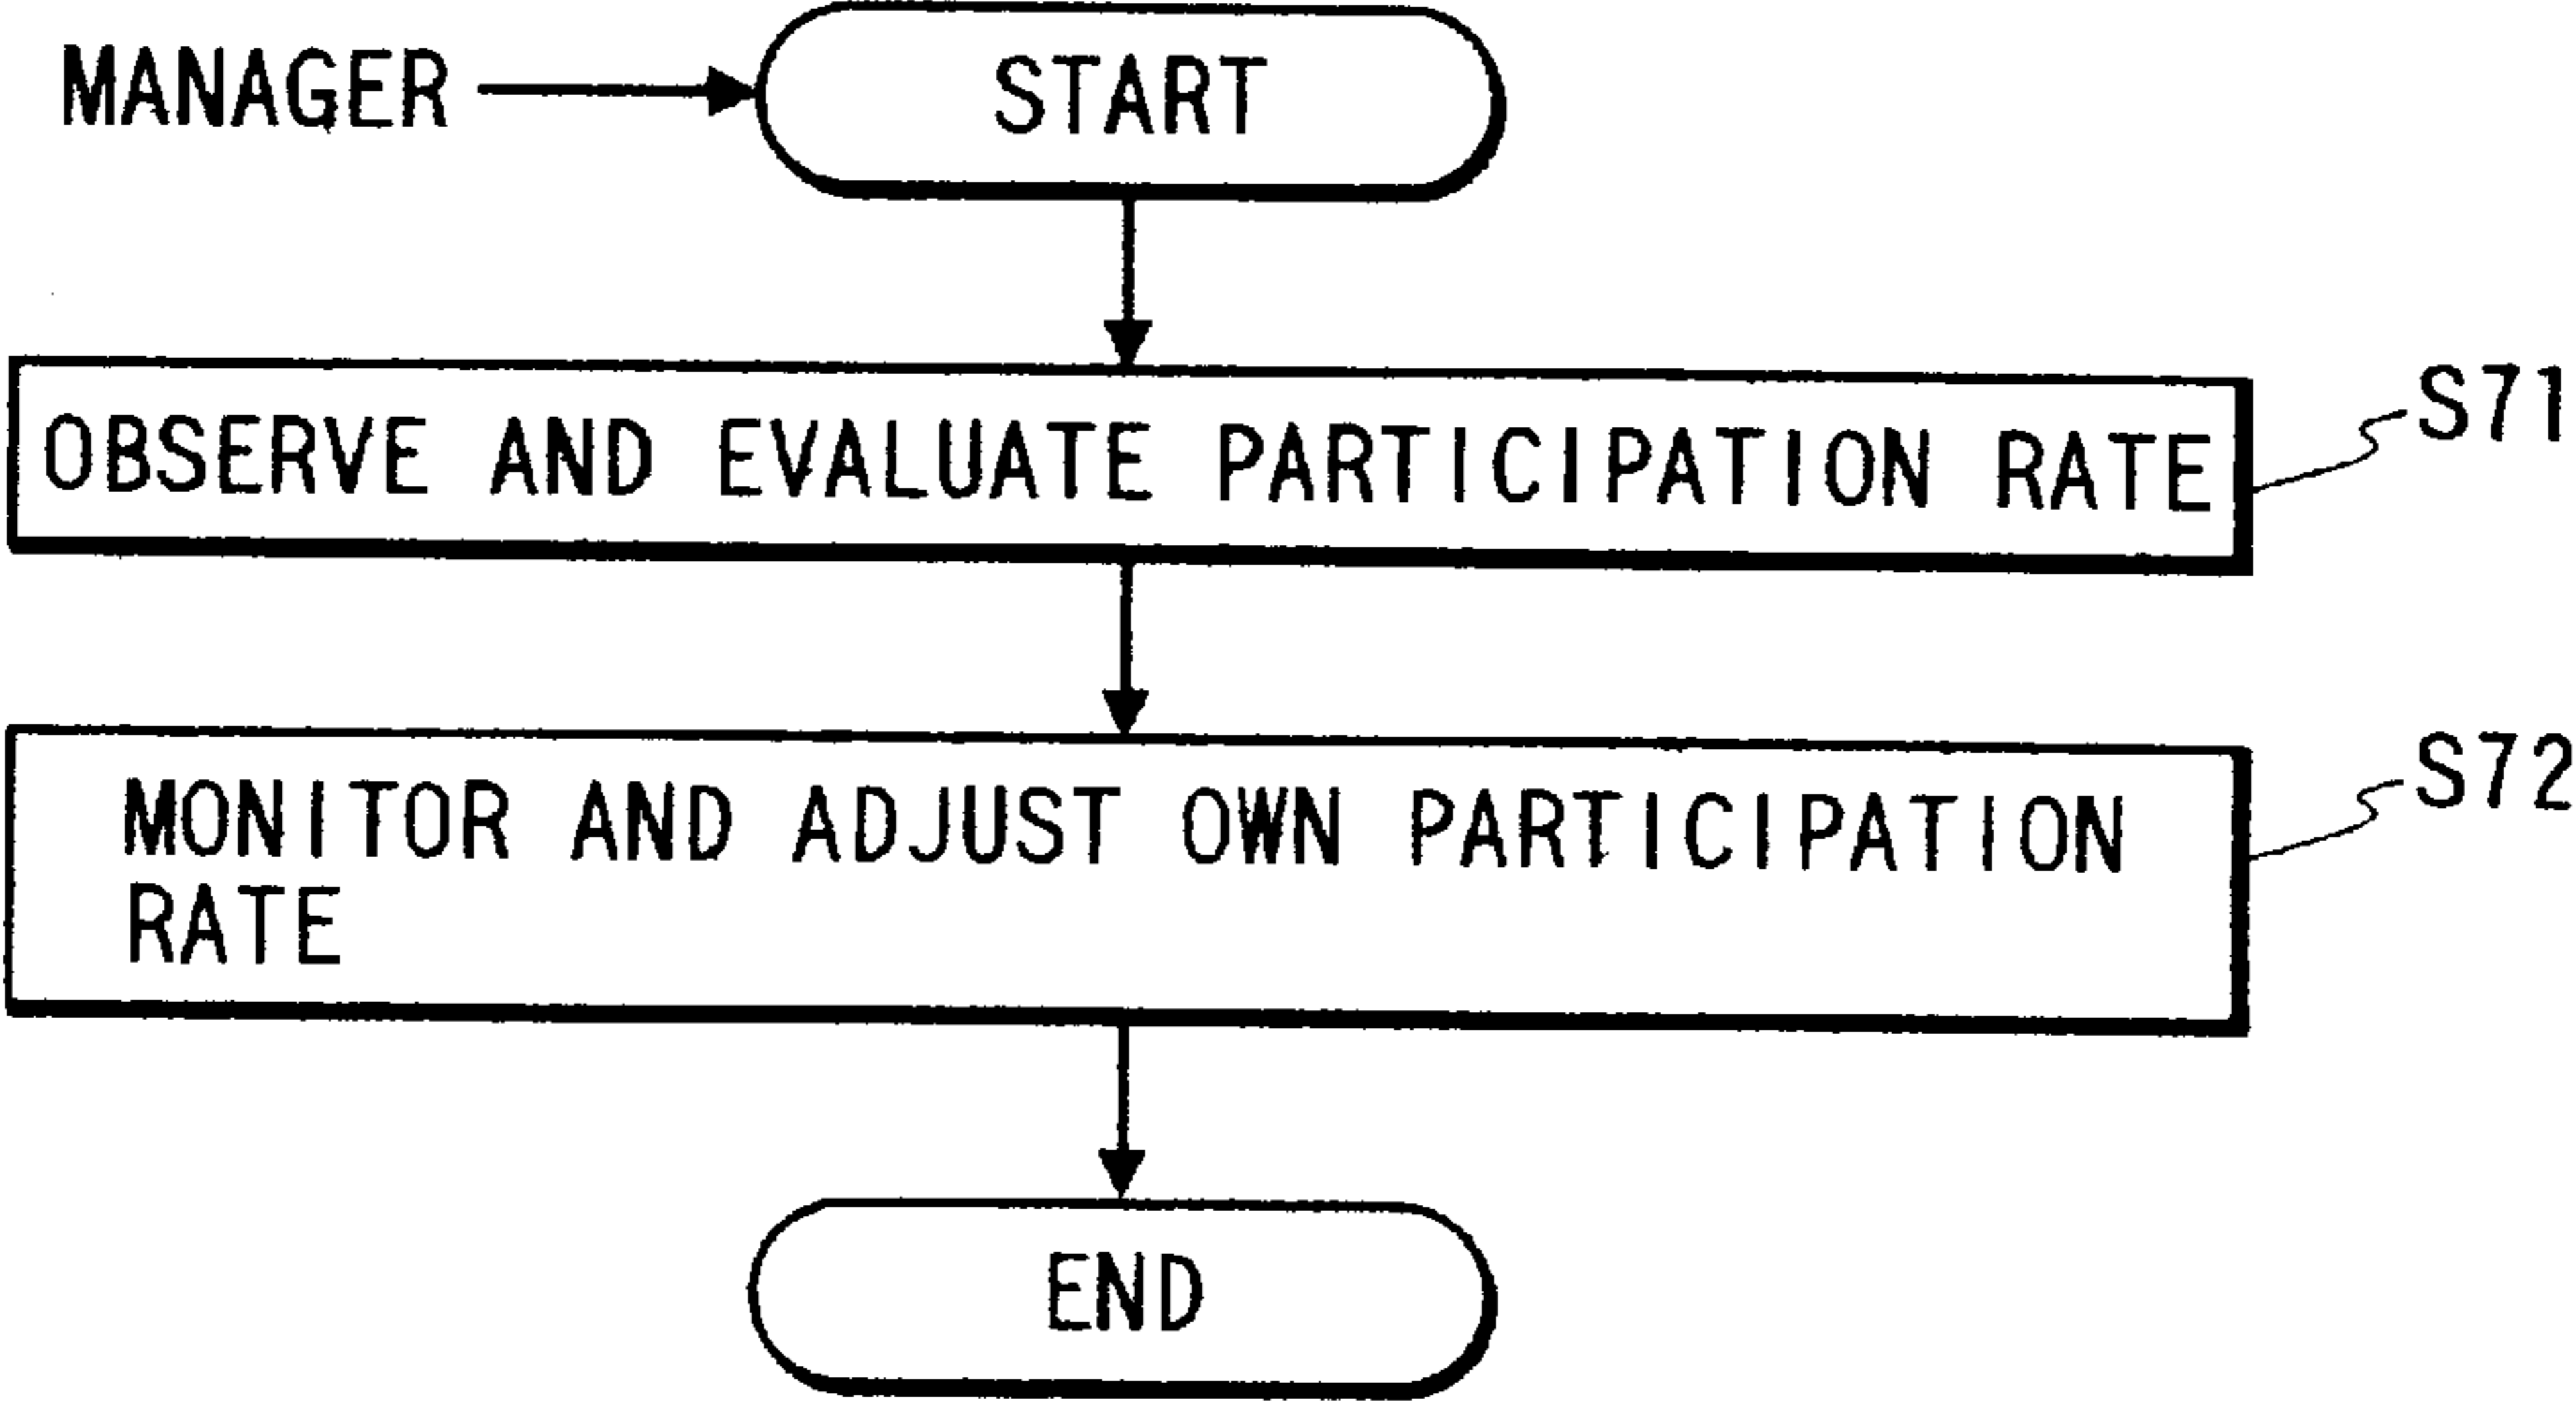 MANAGER
START
OBSERVE AND EVALUATE PARTICIPATION RATE
S71
MONITOR AND ADJUST OWN PARTICIPATION
RATE
S72
END